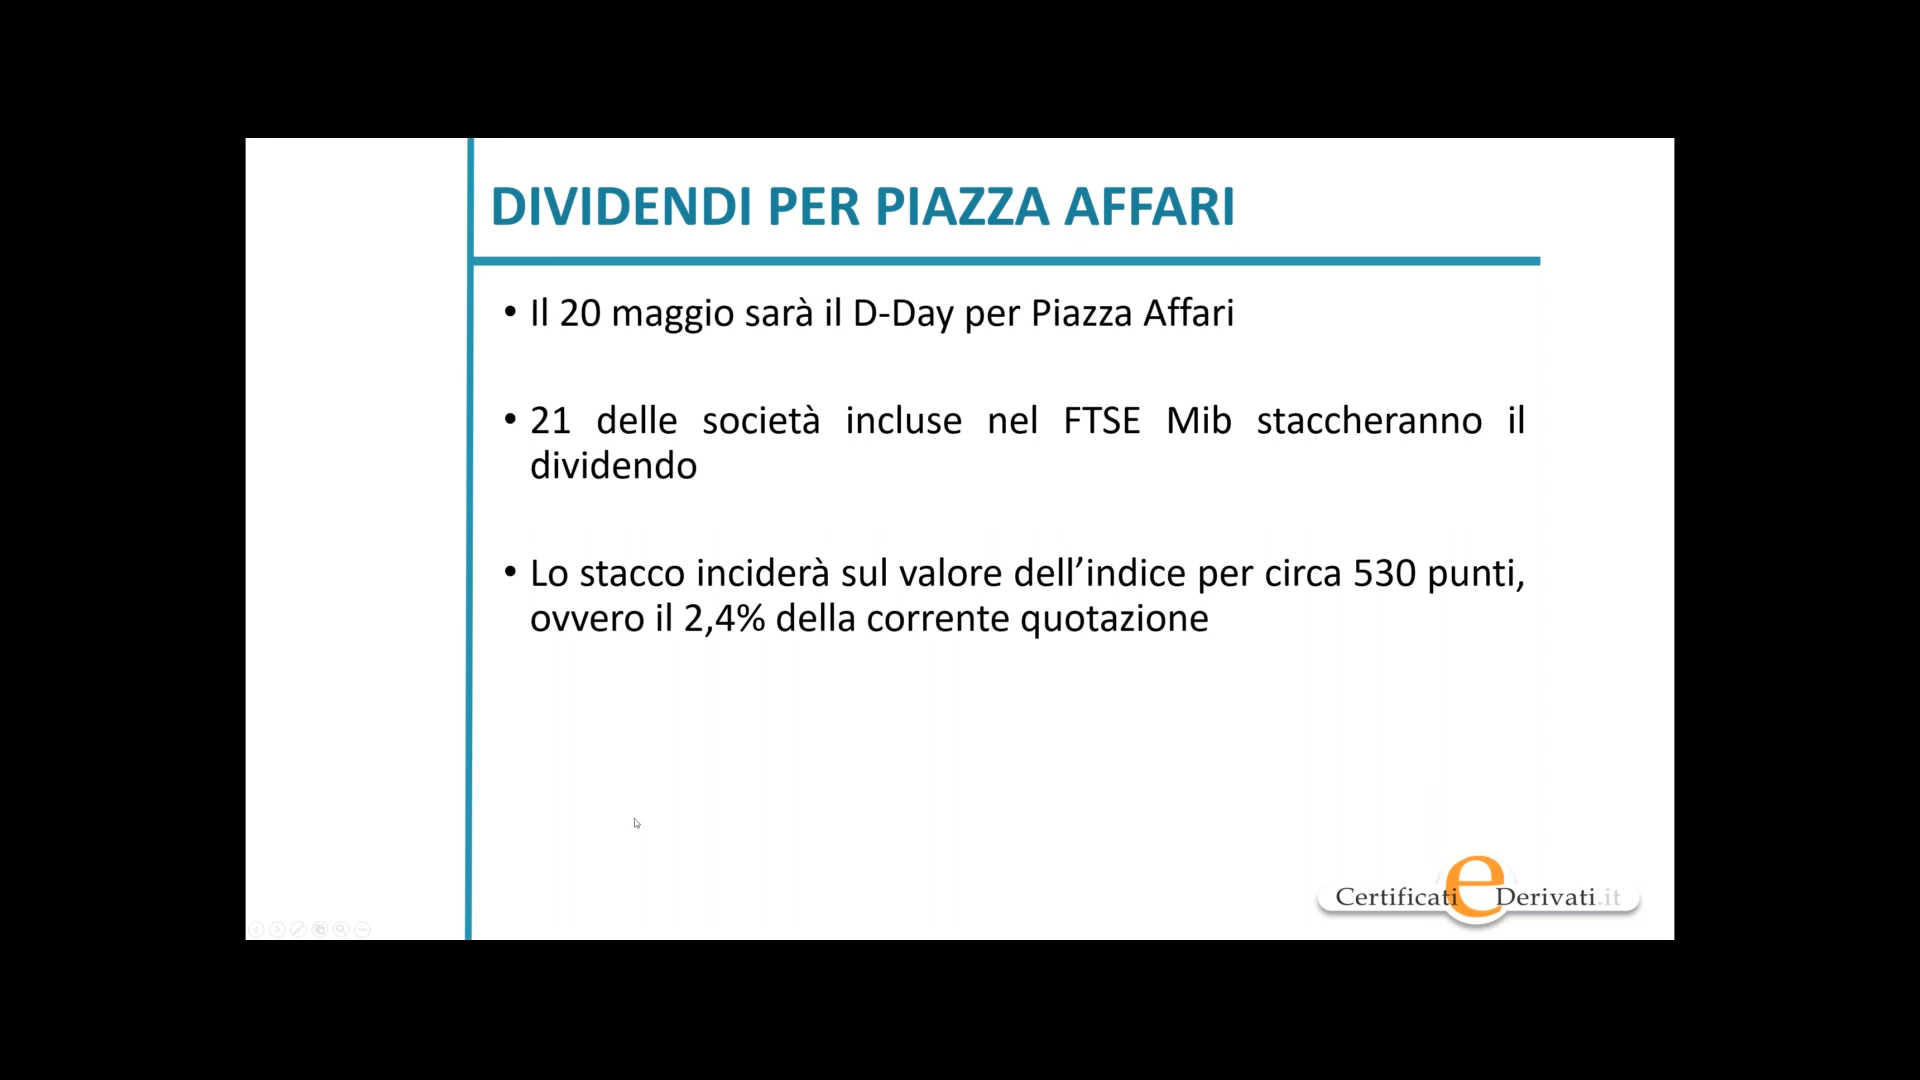 DIVIDENDI PER PIAZZA AFFARI
• Il 20 maggio sarà il D-Day per Piazza Affari
• 21 delle società incluse nel FTSE Mib staccheranno il
dividendo
• Lo stacco inciderà sul valore dell’indice per circa 530 punti,
ovvero il 2,4% della corrente quotazione
Certificati e Derivati.it